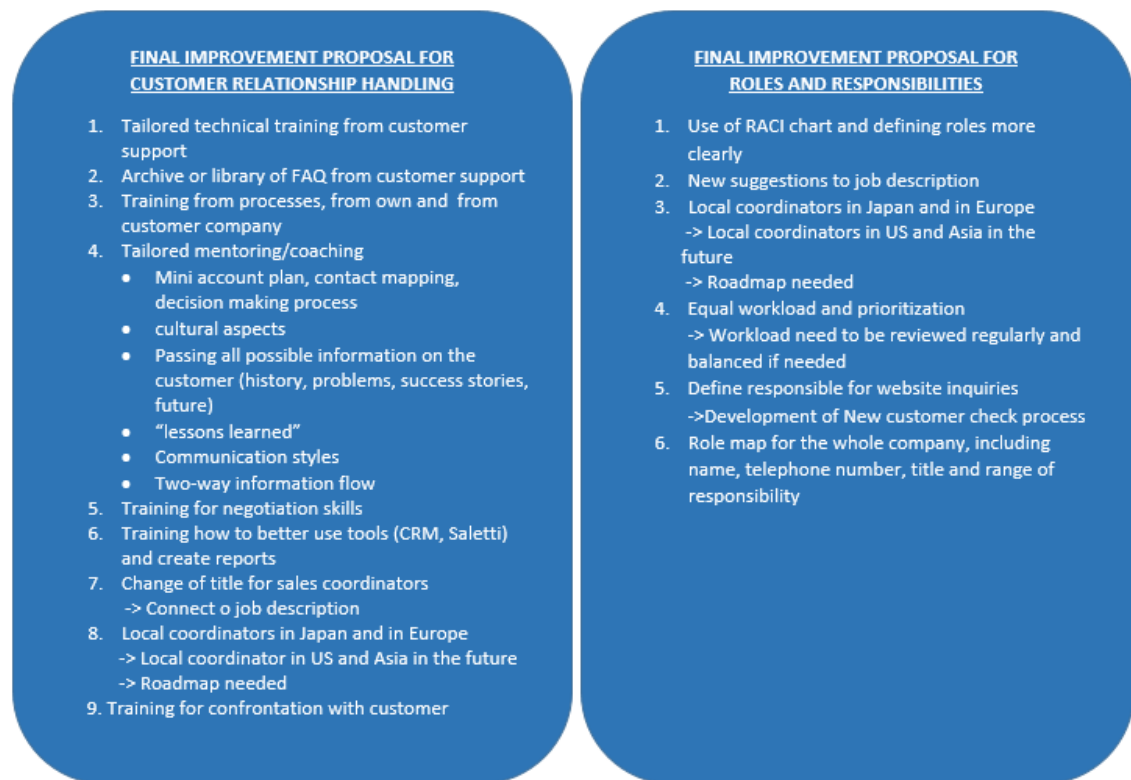 FINAL IMPROVEMENT PROPOSAL FOR
CUSTOMER RELATIONSHIP HANDLING
1. Tailored technical training from customer
support
2. Archive or library of FAQ from customer support
3. Training from processes, from own and from
customer company
4. Tailored mentoring/coaching
• Mini account plan, contact mapping,
decision making process
• cultural aspects
• Passing all possible information on the
customer (history, problems, success stories,
future)
• “lessons learned”
• Communication styles
• Two-way information flow
5. Training for negotiation skills
6. Training how to better use tools (CRM, Saletti)
and create reports
7. Change of title for sales coordinators
-> Connect o job description
8. Local coordinators in Japan and in Europe
-> Local coordinator in US and Asia in the future
-> Roadmap needed
9. Training for confrontation with customer
FINAL IMPROVEMENT PROPOSAL FOR
ROLES AND RESPONSIBILITIES
1. Use of RACI chart and defining roles more
clearly
2. New suggestions to job description
3. Local coordinators in Japan and in Europe
-> Local coordinators in US and Asia in the
future
-> Roadmap needed
4. Equal workload and prioritization
-> Workload need to be reviewed regularly and
balanced if needed
5. Define responsible for website inquiries
->Development of New customer check process
6. Role map for the whole company, including
name, telephone number, title and range of
responsibility